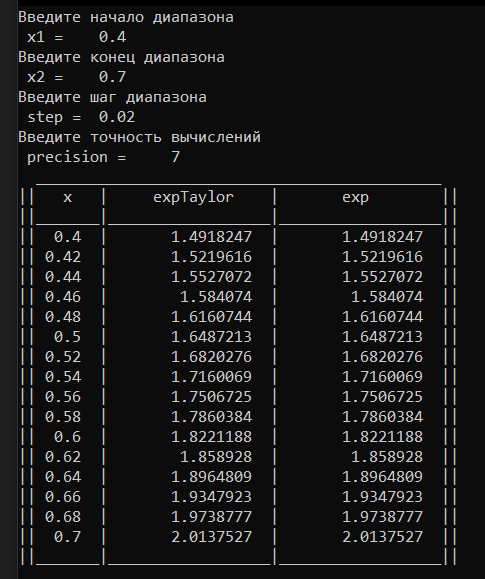 Введите начало диапазона
x1 = 0.4
Введите конец диапазона
x2 = 0.7
Введите шаг диапазона
step = 0.02
Введите точность вычислений
precision = 7
|| x | expTaylor | exp ||
|| 0.4 | 1.4918247 | 1.4918247 ||
|| 0.42 | 1.5219616 | 1.5219616 ||
|| 0.44 | 1.5527072 | 1.5527072 ||
|| 0.46 | 1.584074 | 1.584074 ||
|| 0.48 | 1.6160744 | 1.6160744 ||
|| 0.5 | 1.6487213 | 1.6487213 ||
|| 0.52 | 1.6820276 | 1.6820276 ||
|| 0.54 | 1.7160069 | 1.7160069 ||
|| 0.56 | 1.7506725 | 1.7506725 ||
|| 0.58 | 1.7860384 | 1.7860384 ||
|| 0.6 | 1.8221188 | 1.8221188 ||
|| 0.62 | 1.858928 | 1.858928 ||
|| 0.64 | 1.8964809 | 1.8964809 ||
|| 0.66 | 1.9347923 | 1.9347923 ||
|| 0.68 | 1.9738777 | 1.9738777 ||
|| 0.7 | 2.0137527 | 2.0137527 ||